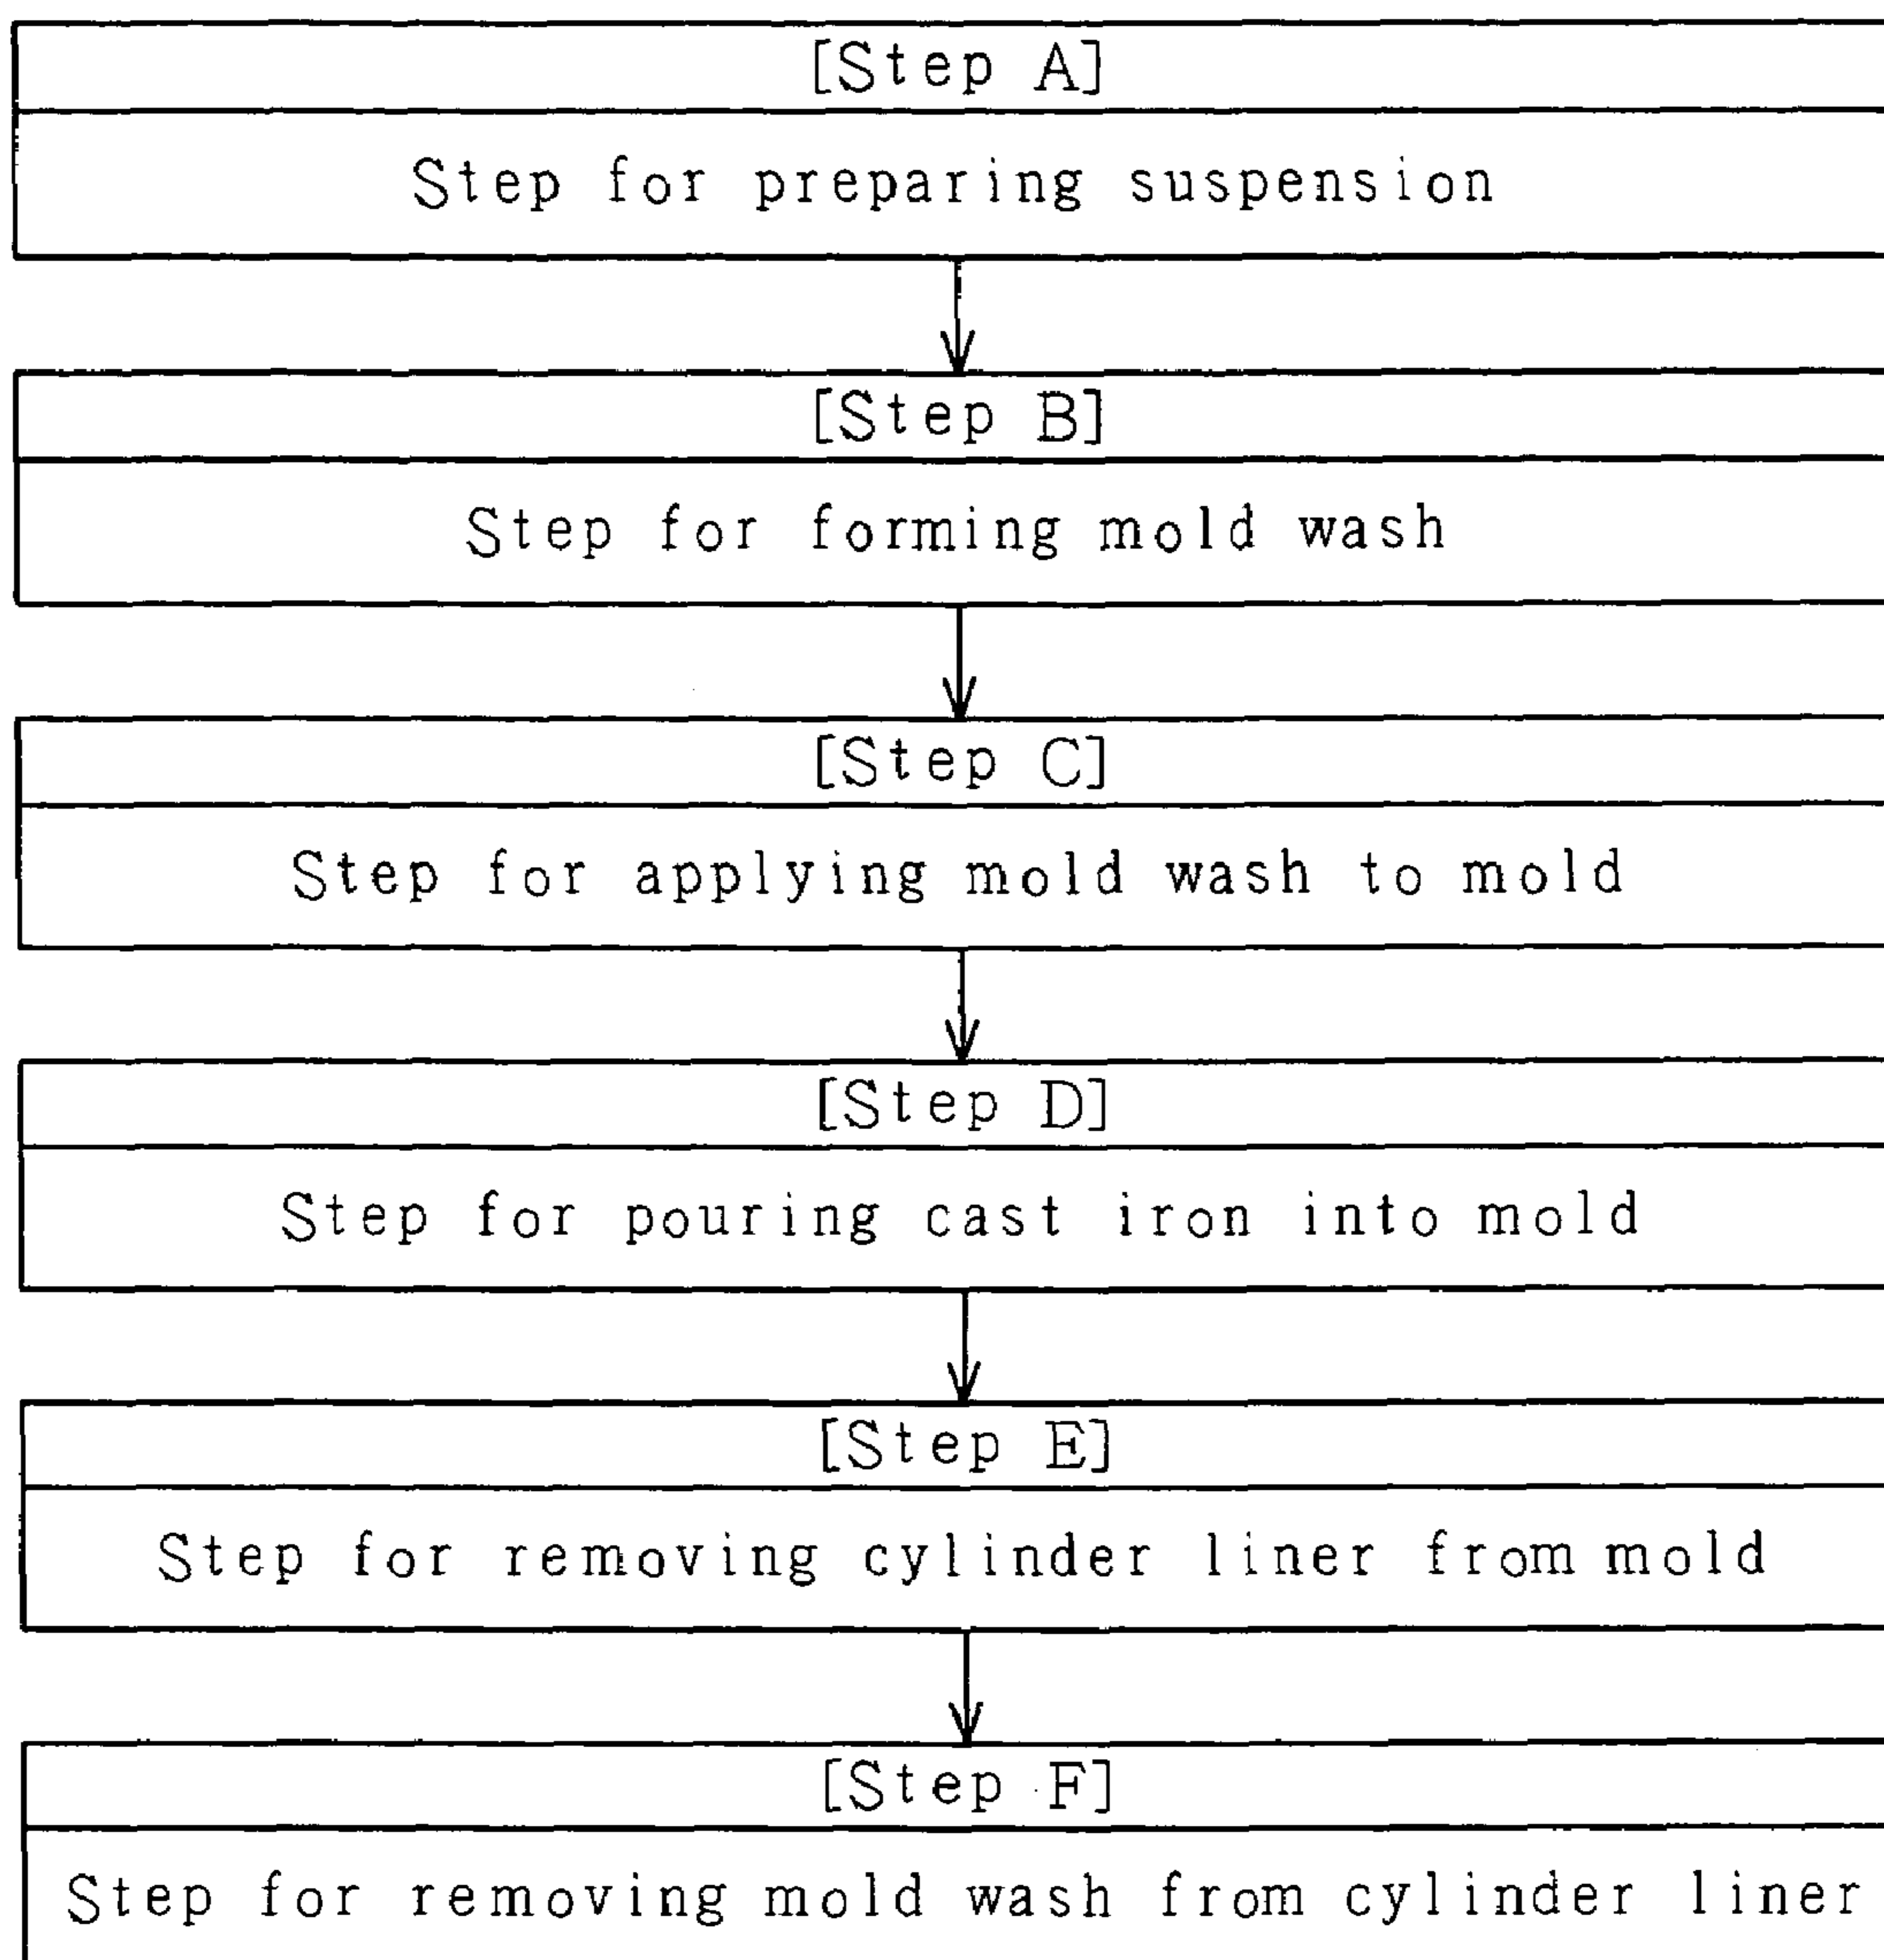 [Step A]
Step for preparing suspension
[Step B]
Step for forming mold wash
[Step C]
Step for applying mold wash to mold
[Step D]
Step for pouring cast iron into mold
[Step E]
Step for removing cylinder liner from mold
[Step F]
Step for removing mold wash from cylinder liner